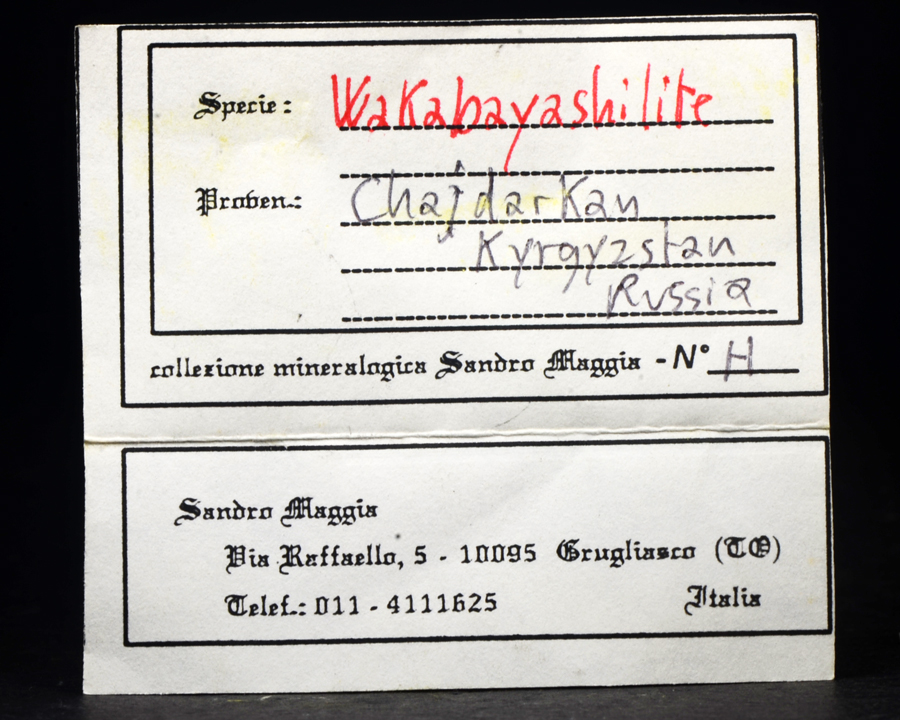 Specie: Wakabayashilite
Proven.: Chajdarkan
Kyrgyzstan
Russia
collezione mineralogica Sandro Maggia - N° H
Sandro Maggia
Via Raffaello, 5 - 10095 Grugliasco (TO)
Telef.: 011 - 4111625 Italia